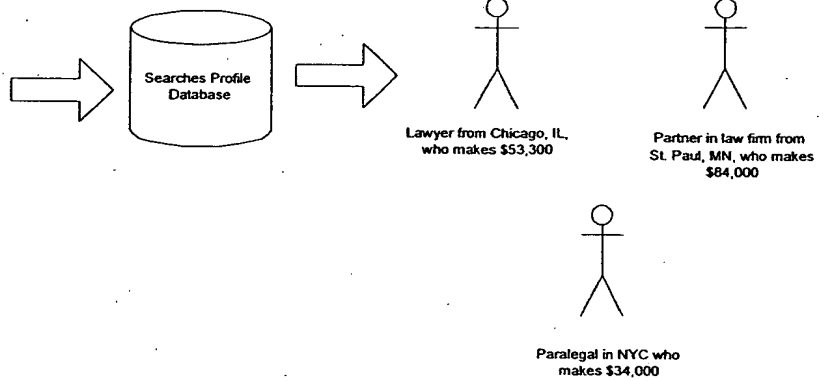 Searches Profile
Database
Lawyer from Chicago, IL,
who makes $53,300
Partner in law firm from
St. Paul, MN, who makes
$84,000
Paralegal in NYC who
makes $34,000